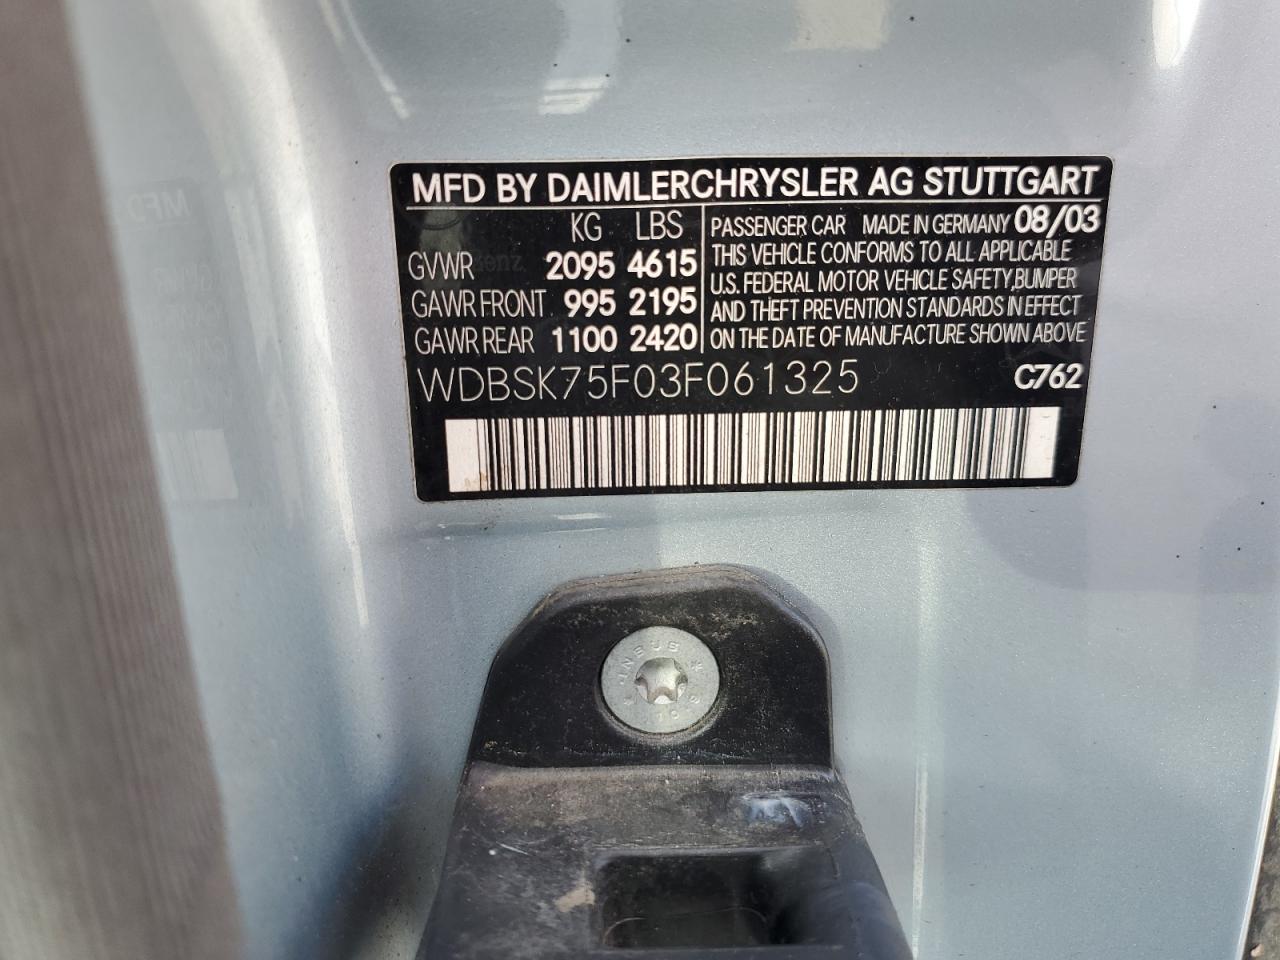 MFD BY DAIMLERCHRYSLER AG STUTTGART
KG LBS
GVWR 2095 4615
GAWR FRONT 995 2195
GAWR REAR 1100 2420
PASSENGER CAR MADE IN GERMANY 08/03
THIS VEHICLE CONFORMS TO ALL APPLICABLE
U.S. FEDERAL MOTOR VEHICLE SAFETY,BUMPER
AND THEFT PREVENTION STANDARDS IN EFFECT
ON THE DATE OF MANUFACTURE SHOWN ABOVE
WDBSK75F03F061325 C762
INBUS